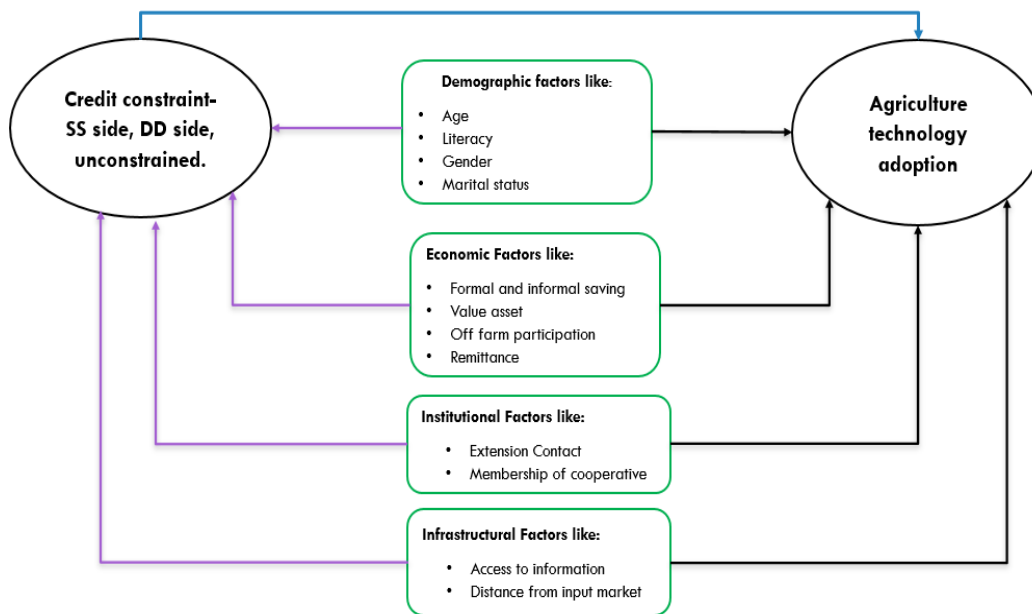 Credit constraint-
SS side, DD side,
unconstrained.
Demographic factors like:
• Age
• Literacy
• Gender
• Marital status
Agriculture
technology
adoption
Economic Factors like:
• Formal and informal saving
• Value asset
• Off farm participation
• Remittance
Institutional Factors like:
• Extension Contact
• Membership of cooperative
Infrastructural Factors like:
• Access to information
• Distance from input market